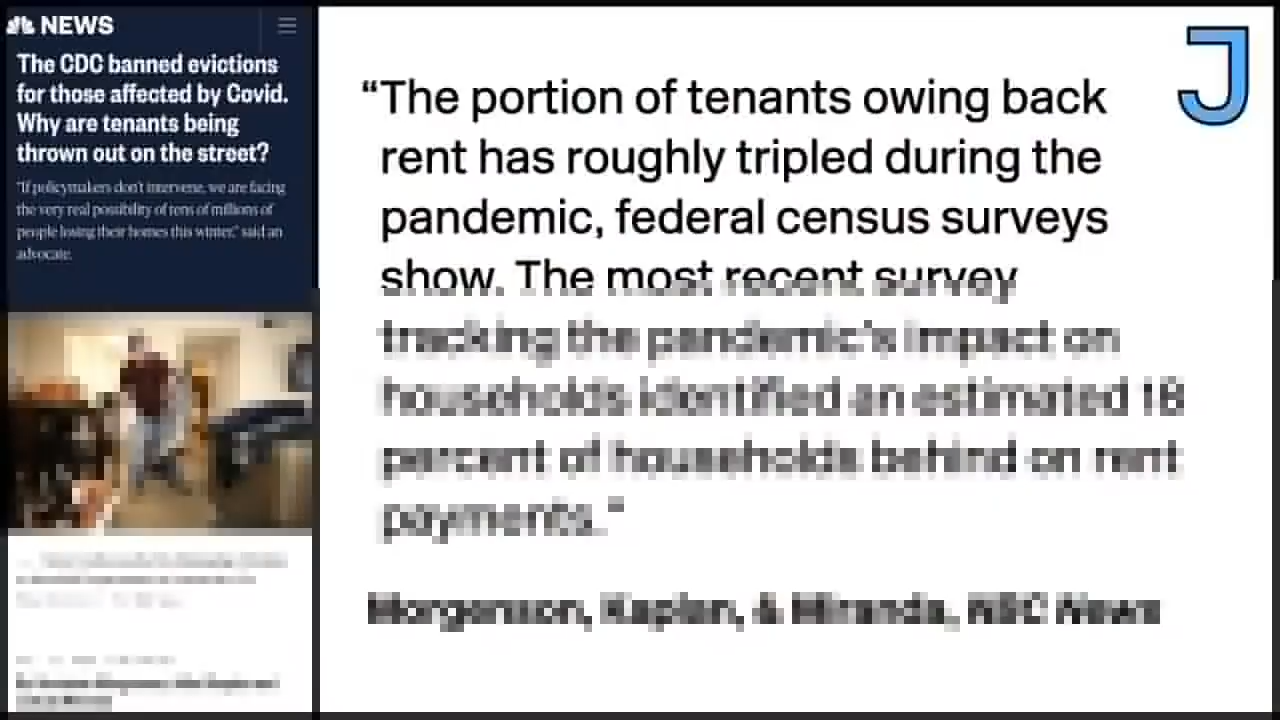 NEWS
The CDC banned evictions
for those affected by Covid.
Why are tenants being
thrown out on the street?
"If policymakers don't intervene, we are facing
the very real possibility of tens of millions of
people losing their homes this winter," said an
advocate.
J
“The portion of tenants owing back
rent has roughly tripled during the
pandemic, federal census surveys
show. The most recent survey
tracking the pandemic's impact on
households identified an estimated 18
percent of households behind on rent
payments."
Morgenson, Kaplan, & Miranda, NBC News